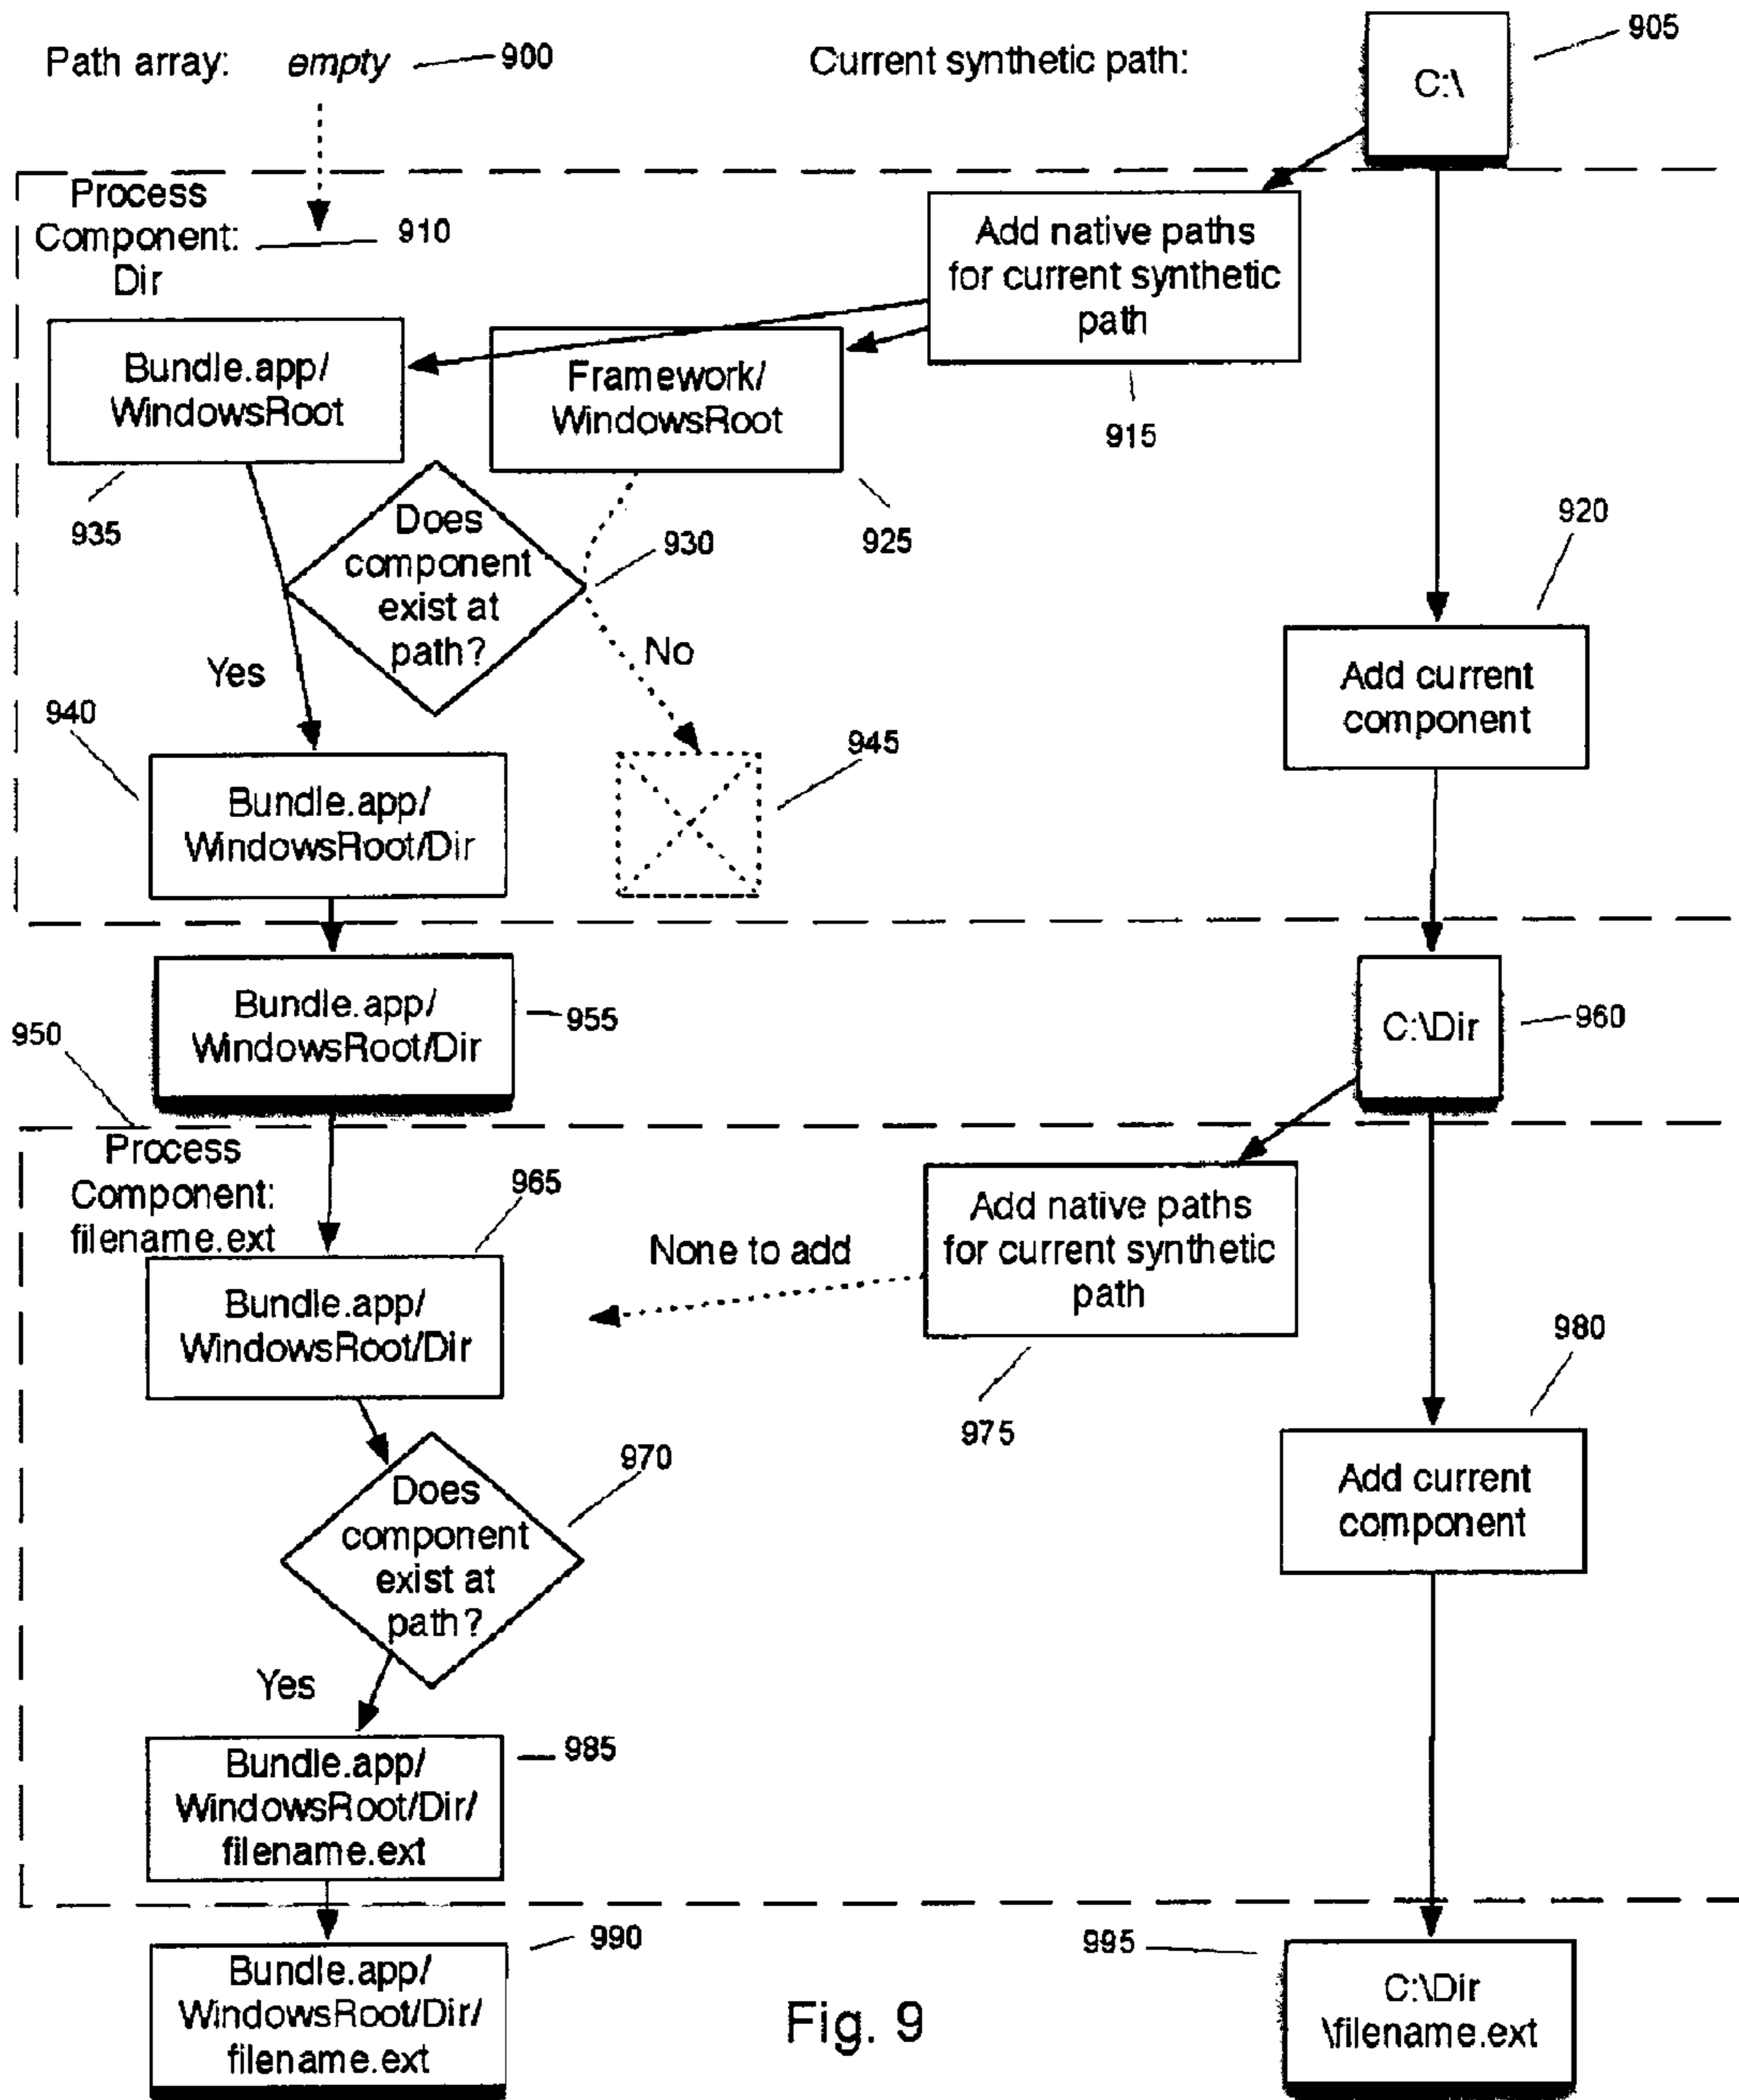 Path array: empty 900
Current synthetic path:
C:\
905
Process
Component:
Dir
910
Add native paths
for current synthetic
path
915
Bundle.app/
WindowsRoot
935
Framework/
WindowsRoot
925
Does
component
exist at
path?
930
920
Yes
No
Add current
component
940
945
Bundle.app/
WindowsRoot/Dir
Bundle.app/
WindowsRoot/Dir
955
C:\Dir
960
950
Process
Component:
filename.ext
965
None to add
Add native paths
for current synthetic
path
975
Bundle.app/
WindowsRoot/Dir
980
Does
component
exist at
path?
970
Add current
component
Yes
Bundle.app/
WindowsRoot/Dir/
filename.ext
985
Bundle.app/
WindowsRoot/Dir/
filename.ext
990
995
C:\Dir
\filename.ext
Fig. 9